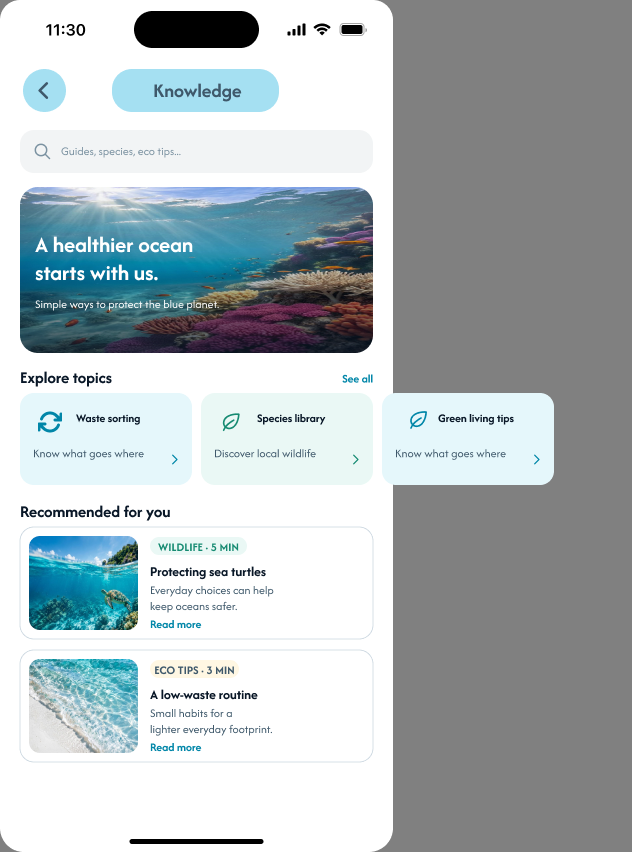 11:30
Knowledge
Guides, species, eco tips...
A healthier ocean
starts with us.
Simple ways to protect the blue planet.
Explore topics
See all
Waste sorting
Know what goes where
Species library
Discover local wildlife
Green living tips
Know what goes where
Recommended for you
WILDLIFE · 5 MIN
Protecting sea turtles
Everyday choices can help
keep oceans safer.
Read more
ECO TIPS · 3 MIN
A low-waste routine
Small habits for a
lighter everyday footprint.
Read more